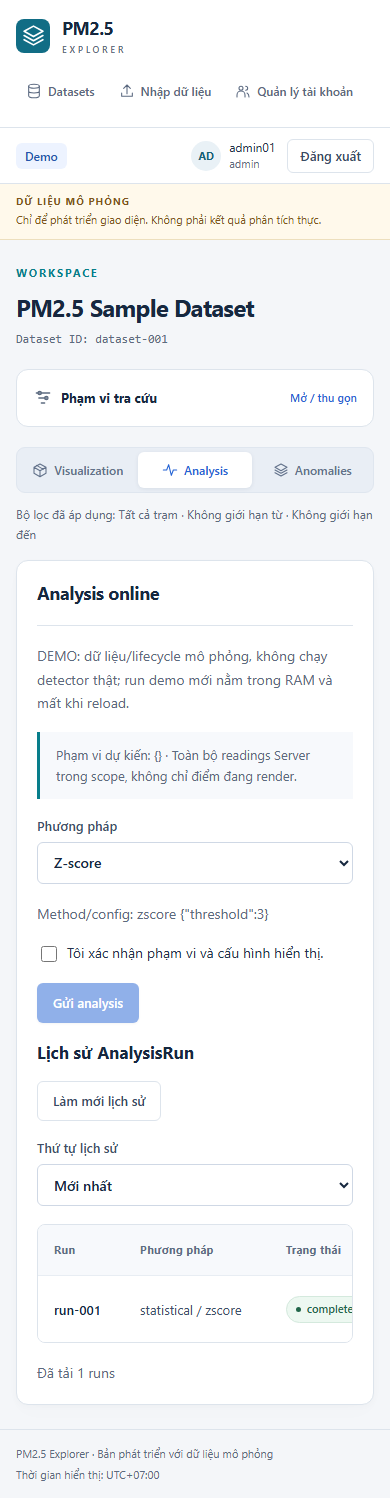 PM2.5
EXPLORER
Datasets
Nhập dữ liệu
Quản lý tài khoản
Demo
AD
admin01
admin
Đăng xuất
DỮ LIỆU MÔ PHỎNG
Chỉ để phát triển giao diện. Không phải kết quả phân tích thực.
WORKSPACE
PM2.5 Sample Dataset
Dataset ID: dataset-001
Phạm vi tra cứu
Mở / thu gọn
Visualization
Analysis
Anomalies
Bộ lọc đã áp dụng: Tất cả trạm · Không giới hạn từ · Không giới hạn
đến
Analysis online
DEMO: dữ liệu/lifecycle mô phỏng, không chạy
detector thật; run demo mới nằm trong RAM và
mất khi reload.
Phạm vi dự kiến: {} · Toàn bộ readings Server
trong scope, không chỉ điểm đang render.
Phương pháp
Z-score
Method/config: zscore {"threshold":3}
Tôi xác nhận phạm vi và cấu hình hiển thị.
Gửi analysis
Lịch sử AnalysisRun
Làm mới lịch sử
Thứ tự lịch sử
Mới nhất
Run
Phương pháp
Trạng thái
run-001
statistical / zscore
complete
Đã tải 1 runs
PM2.5 Explorer · Bản phát triển với dữ liệu mô phỏng
Thời gian hiển thị: UTC+07:00